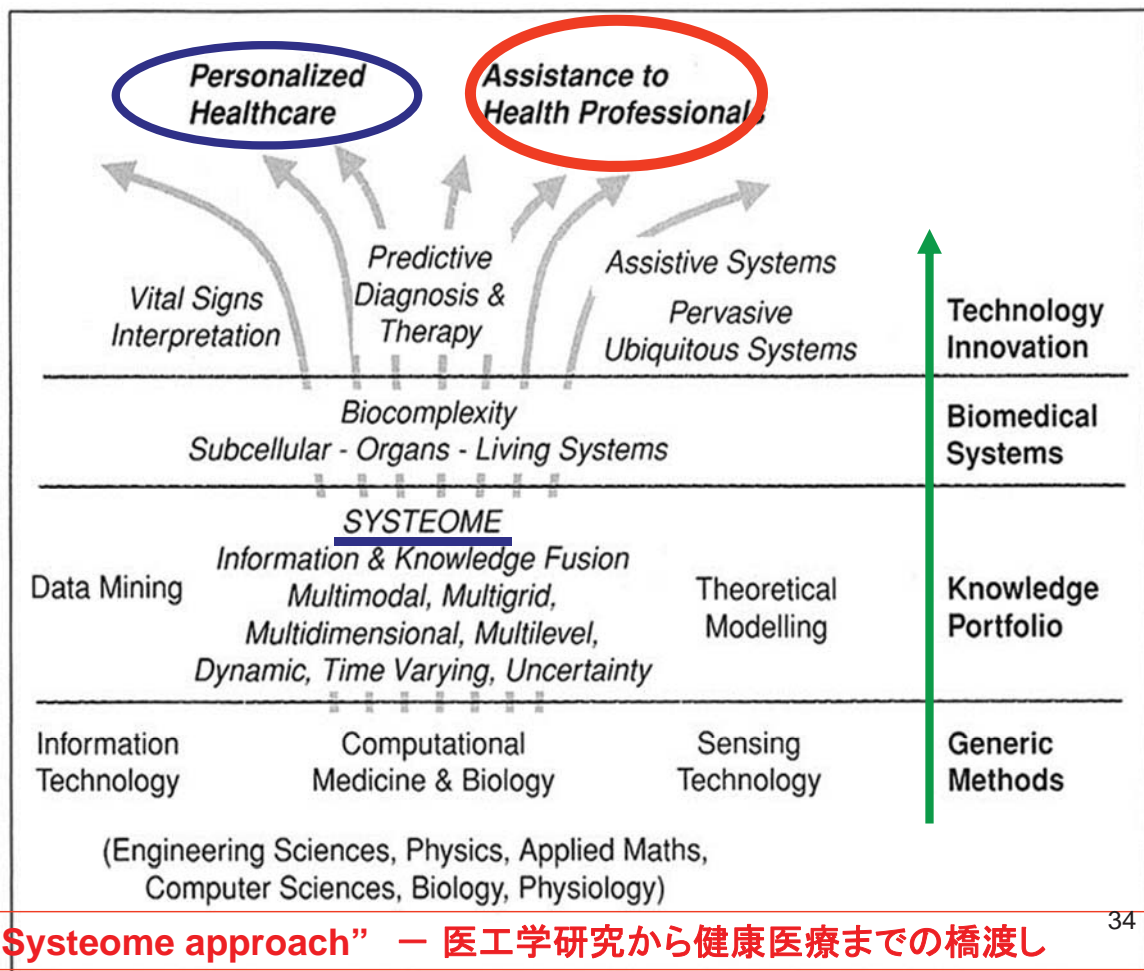 Personalized
Healthcare
Assistance to
Health Professionals
Predictive
Diagnosis &
Therapy
Vital Signs
Interpretation
Assistive Systems
Pervasive
Ubiquitous Systems
Technology
Innovation
Biocomplexity
Subcellular - Organs - Living Systems
Biomedical
Systems
SYSTEOME
Information & Knowledge Fusion
Multimodal, Multigrid,
Multidimensional, Multilevel,
Dynamic, Time Varying, Uncertainty
Data Mining
Theoretical
Modelling
Knowledge
Portfolio
Information
Technology
Computational
Medicine & Biology
Sensing
Technology
Generic
Methods
(Engineering Sciences, Physics, Applied Maths,
Computer Sciences, Biology, Physiology)
Systeome approach” － 医工学研究から健康医療までの橋渡し
34